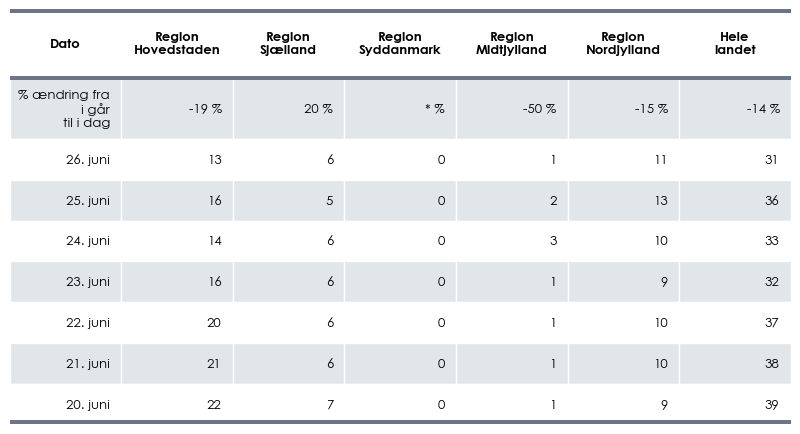 Dato Region Hovedstaden Region Sjælland Region Syddanmark Region Midtjylland Region Nordjylland Hele landet
% ændring fra
i går
til i dag -19 % 20 % * % -50 % -15 % -14 %
26. juni 13 6 0 1 11 31
25. juni 16 5 0 2 13 36
24. juni 14 6 0 3 10 33
23. juni 16 6 0 1 9 32
22. juni 20 6 0 1 10 37
21. juni 21 6 0 1 10 38
20. juni 22 7 0 1 9 39